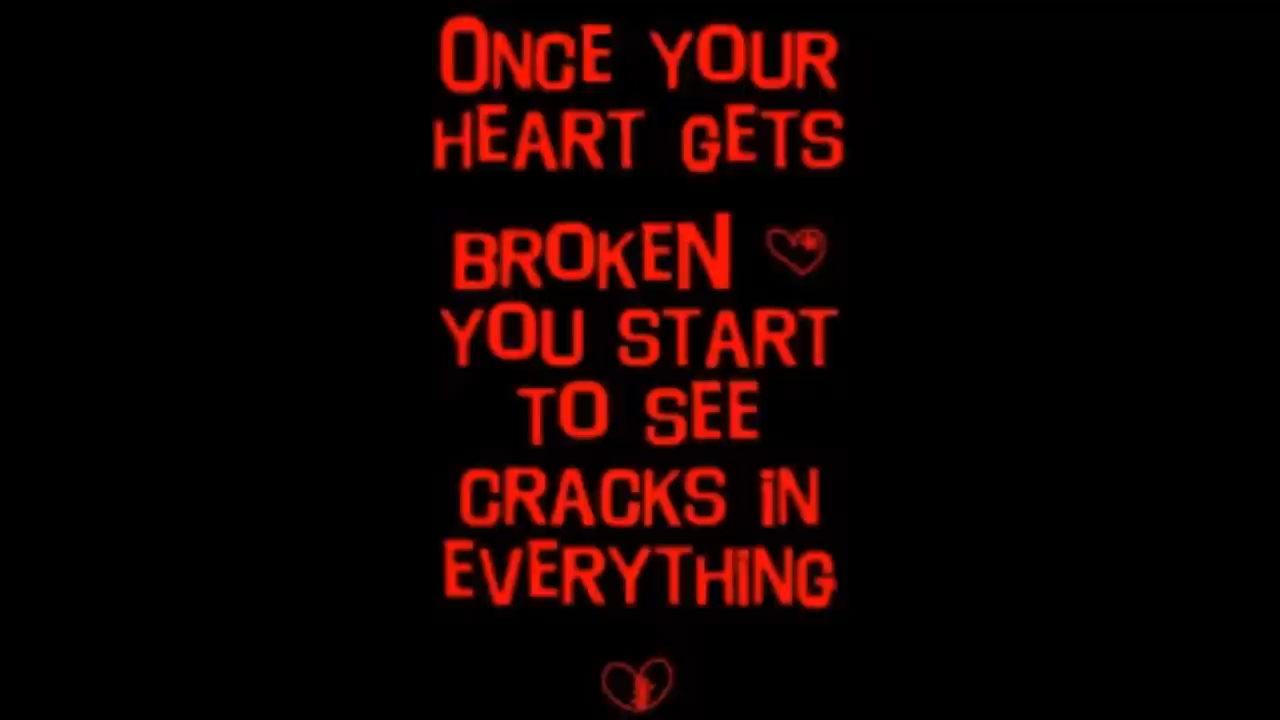 ONCE YOUR
HEART GETS
BROKEN
YOU START
TO SEE
CRACKS iN
EVERYTHiNG